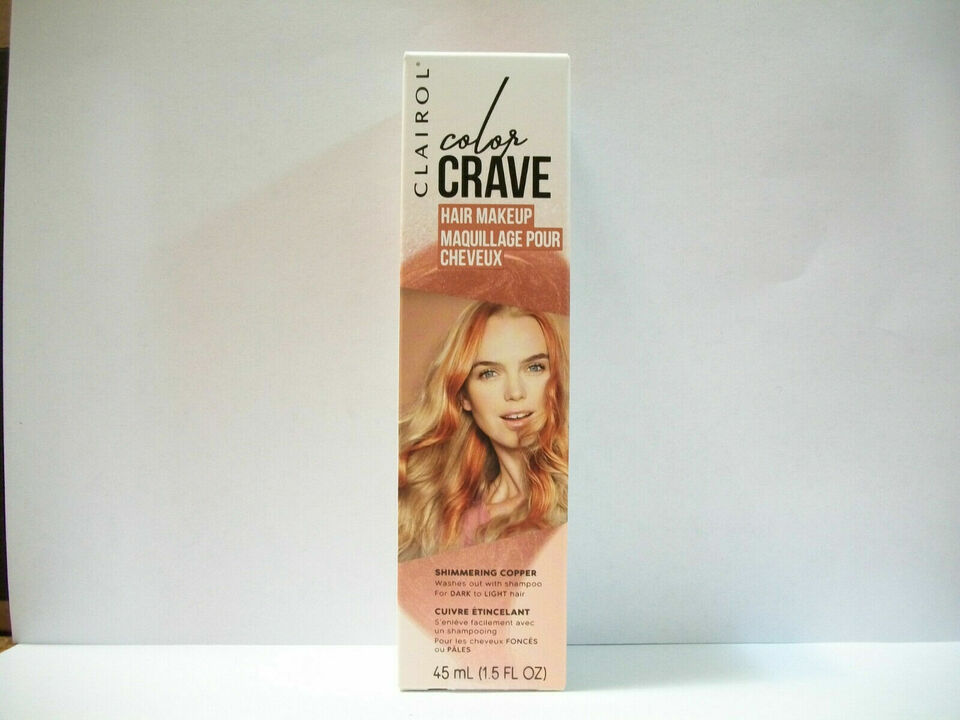 CLAIROL®
color
CRAVE
HAIR MAKEUP
MAQUILLAGE POUR
CHEVEUX
SHIMMERING COPPER
Washes out with shampoo
For DARK to LIGHT hair
CUIVRE ÉTINCELANT
S'enlève facilement avec
un shampooing
Pour les cheveux FONCÉS
ou PÂLES
45 mL (1.5 FL OZ)